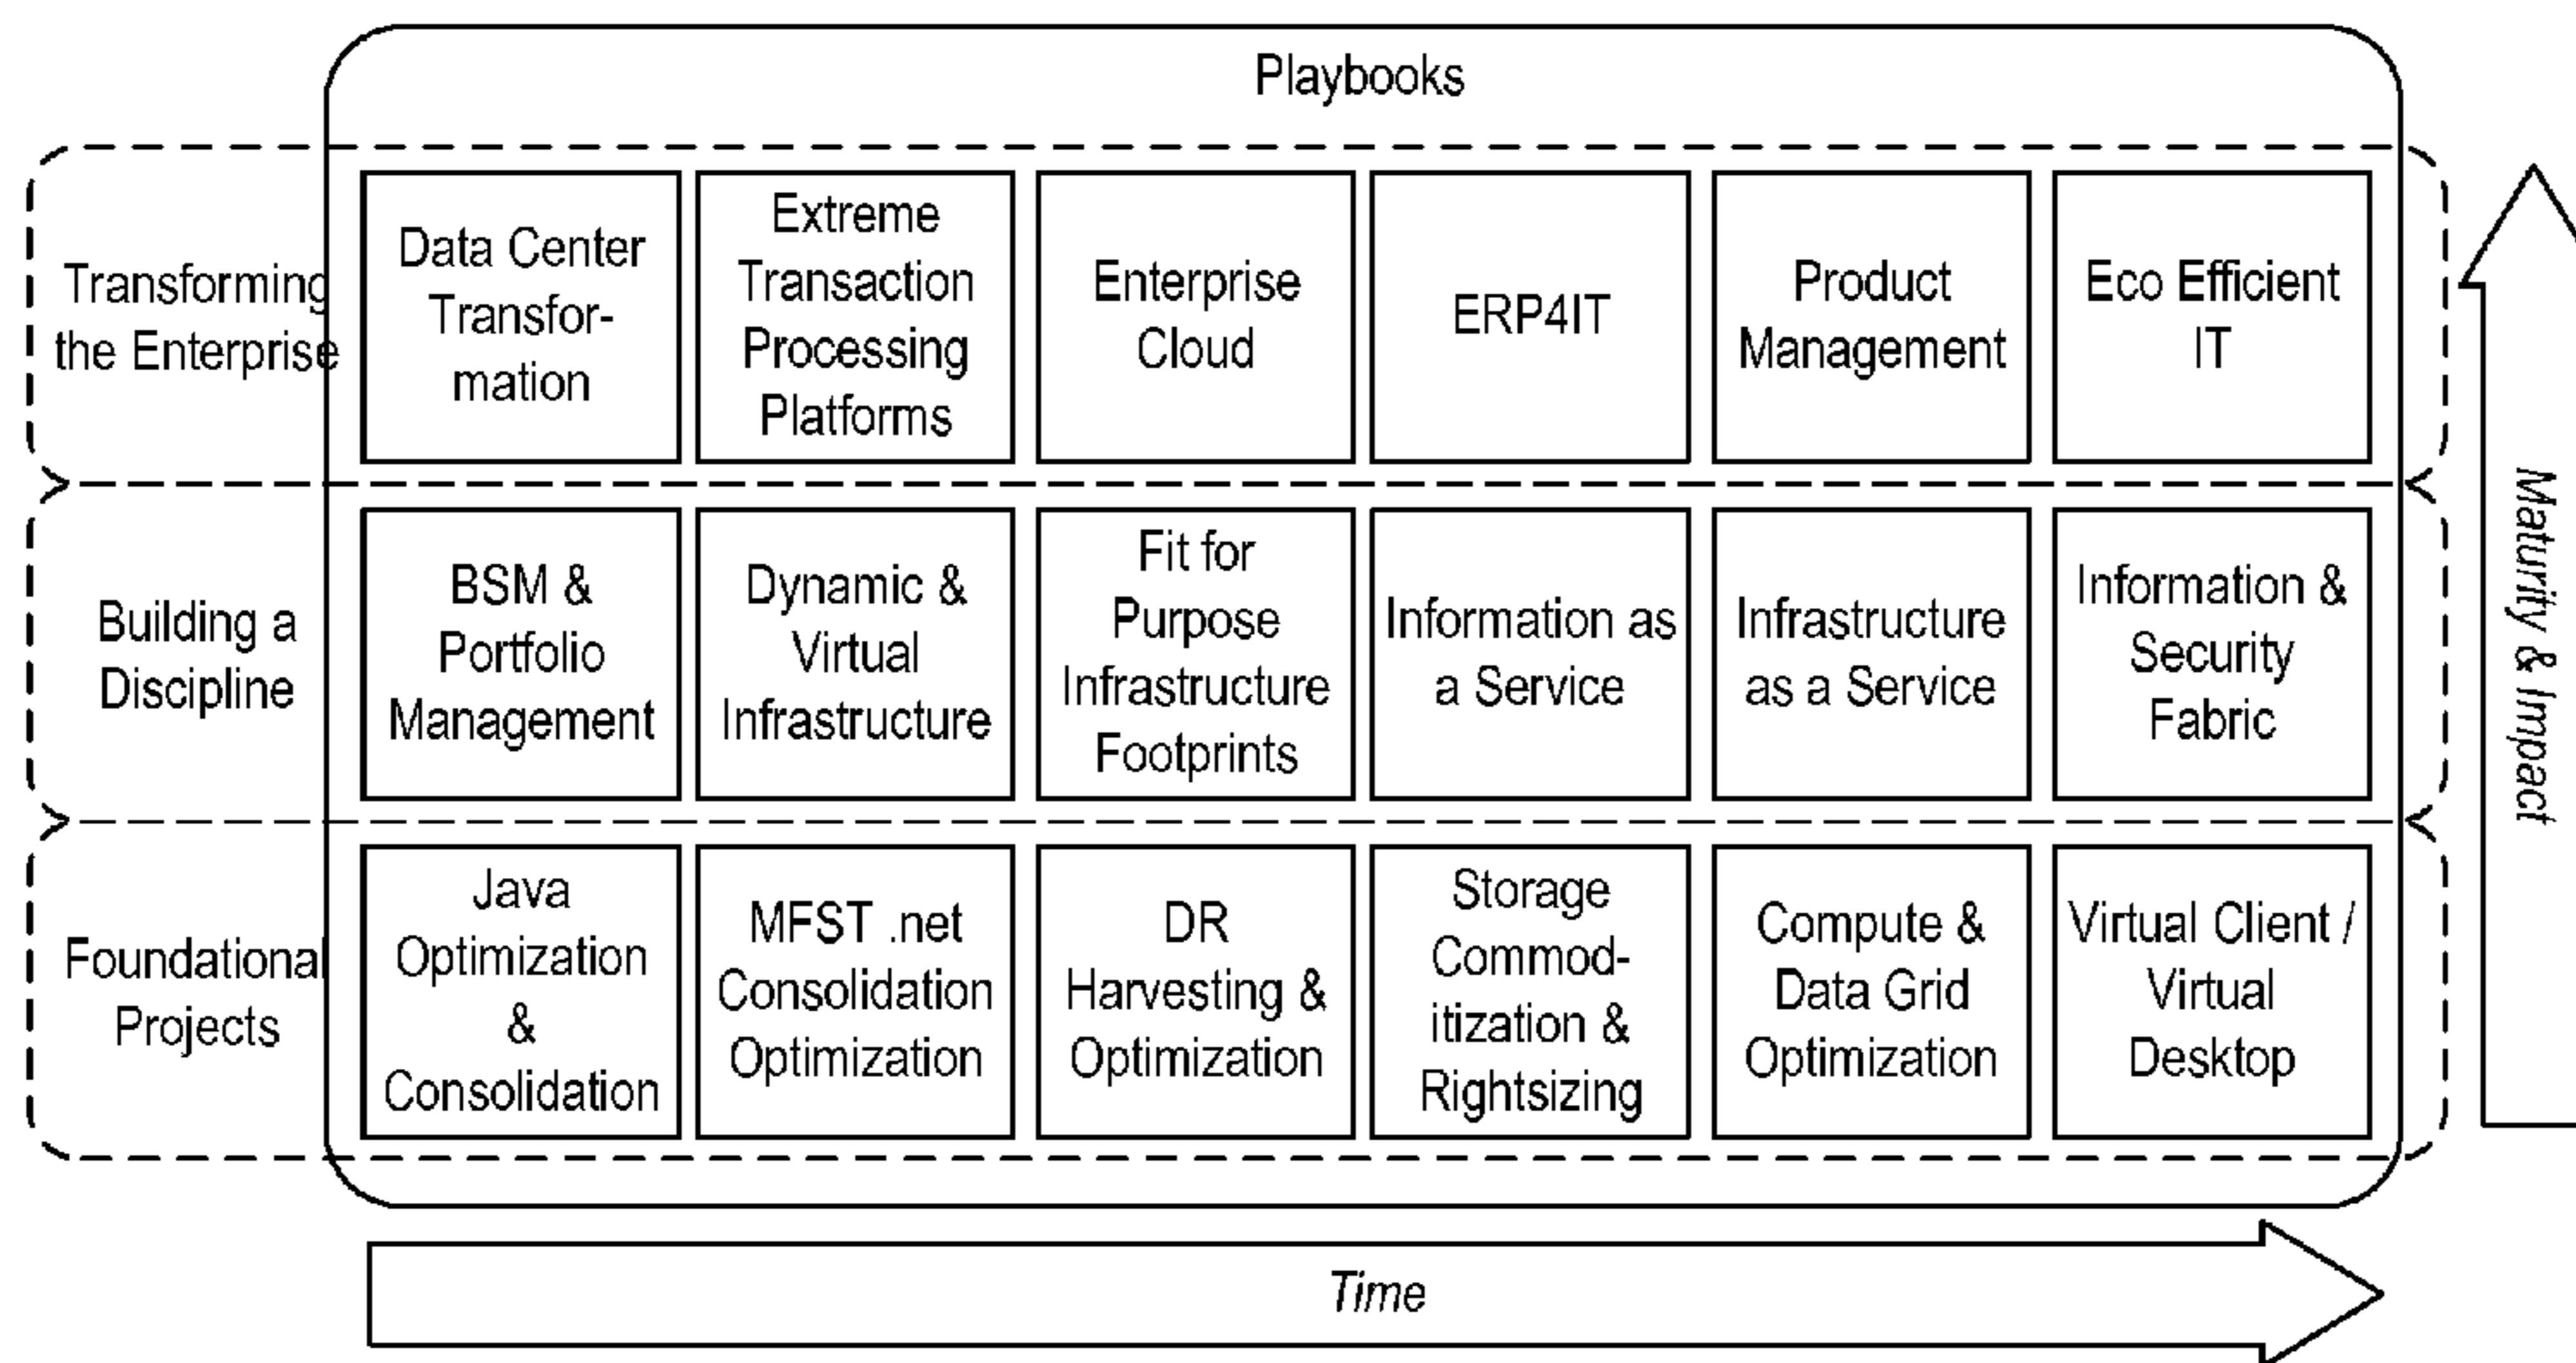 Playbooks
Transforming
the Enterprise
Data Center
Transfor-
mation
Extreme
Transaction
Processing
Platforms
Enterprise
Cloud
ERP4IT
Product
Management
Eco Efficient
IT
Building a
Discipline
BSM &
Portfolio
Management
Dynamic &
Virtual
Infrastructure
Fit for
Purpose
Infrastructure
Footprints
Information as
a Service
Infrastructure
as a Service
Information &
Security
Fabric
Foundational
Projects
Java
Optimization
&
Consolidation
MFST .net
Consolidation
Optimization
DR
Harvesting &
Optimization
Storage
Commod-
itization &
Rightsizing
Compute &
Data Grid
Optimization
Virtual Client /
Virtual
Desktop
Maturity & Impact
Time